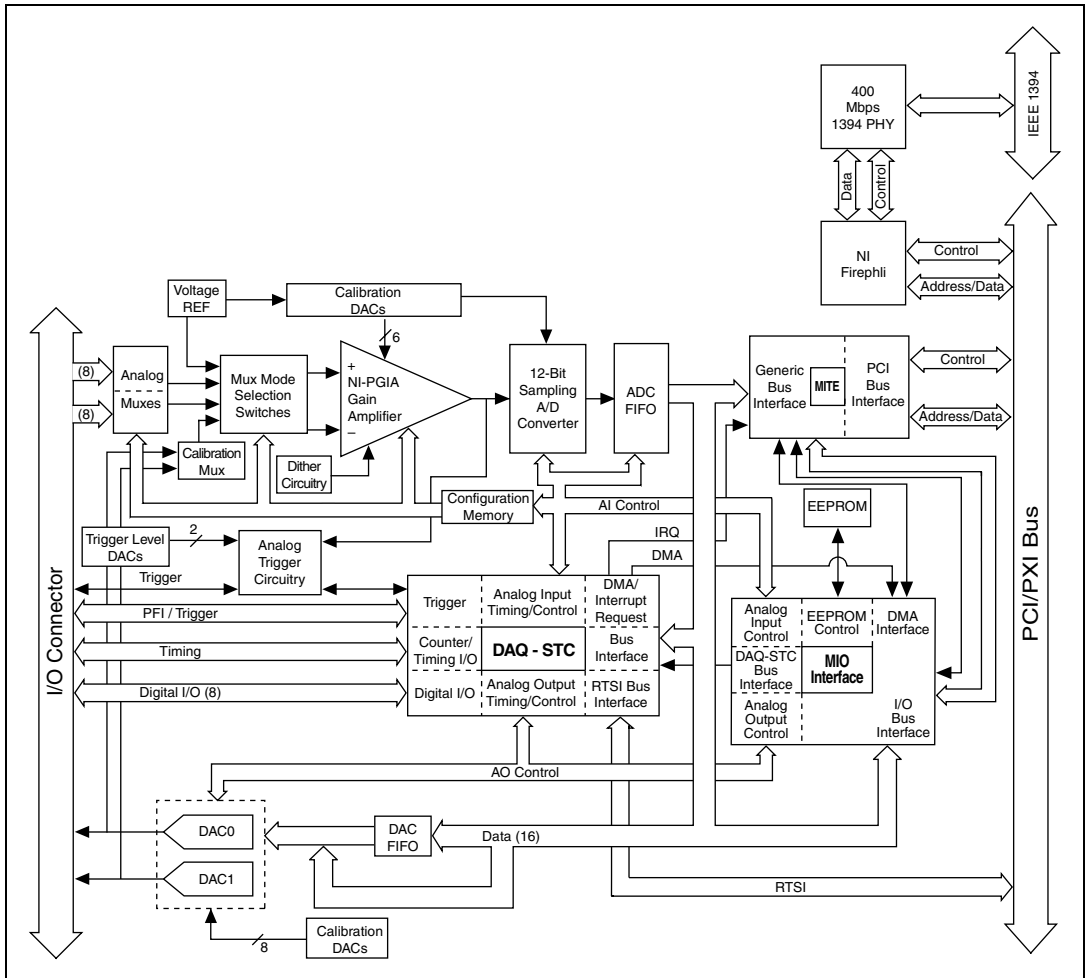 400
Mbps
1394 PHY
IEEE 1394
Data
Control
NI
Firephli
Control
Address/Data
Voltage
REF
Calibration
DACs
6
(8)
(8)
Analog
Muxes
Mux Mode
Selection
Switches
+
NI-PGIA
Gain
Amplifier
–
12-Bit
Sampling
A/D
Converter
ADC
FIFO
Generic
Bus
Interface
MITE
PCI
Bus
Interface
Control
Address/Data
Calibration
Mux
Dither
Circuitry
Configuration
Memory
AI Control
EEPROM
IRQ
DMA
Trigger Level
DACs
2
Analog
Trigger
Circuitry
Trigger
PFI / Trigger
Timing
Digital I/O (8)
I/O Connector
PCI/PXI Bus
Trigger
Analog Input
Timing/Control
DMA/
Interrupt
Request
Counter/
Timing I/O
DAQ - STC
Bus
Interface
Digital I/O
Analog Output
Timing/Control
RTSI Bus
Interface
Analog
Input
Control
EEPROM
Control
DMA
Interface
DAQ-STC
Bus
Interface
MIO
Interface
Analog
Output
Control
I/O
Bus
Interface
AO Control
DAC0
DAC1
DAC
FIFO
Data (16)
RTSI
8
Calibration
DACs